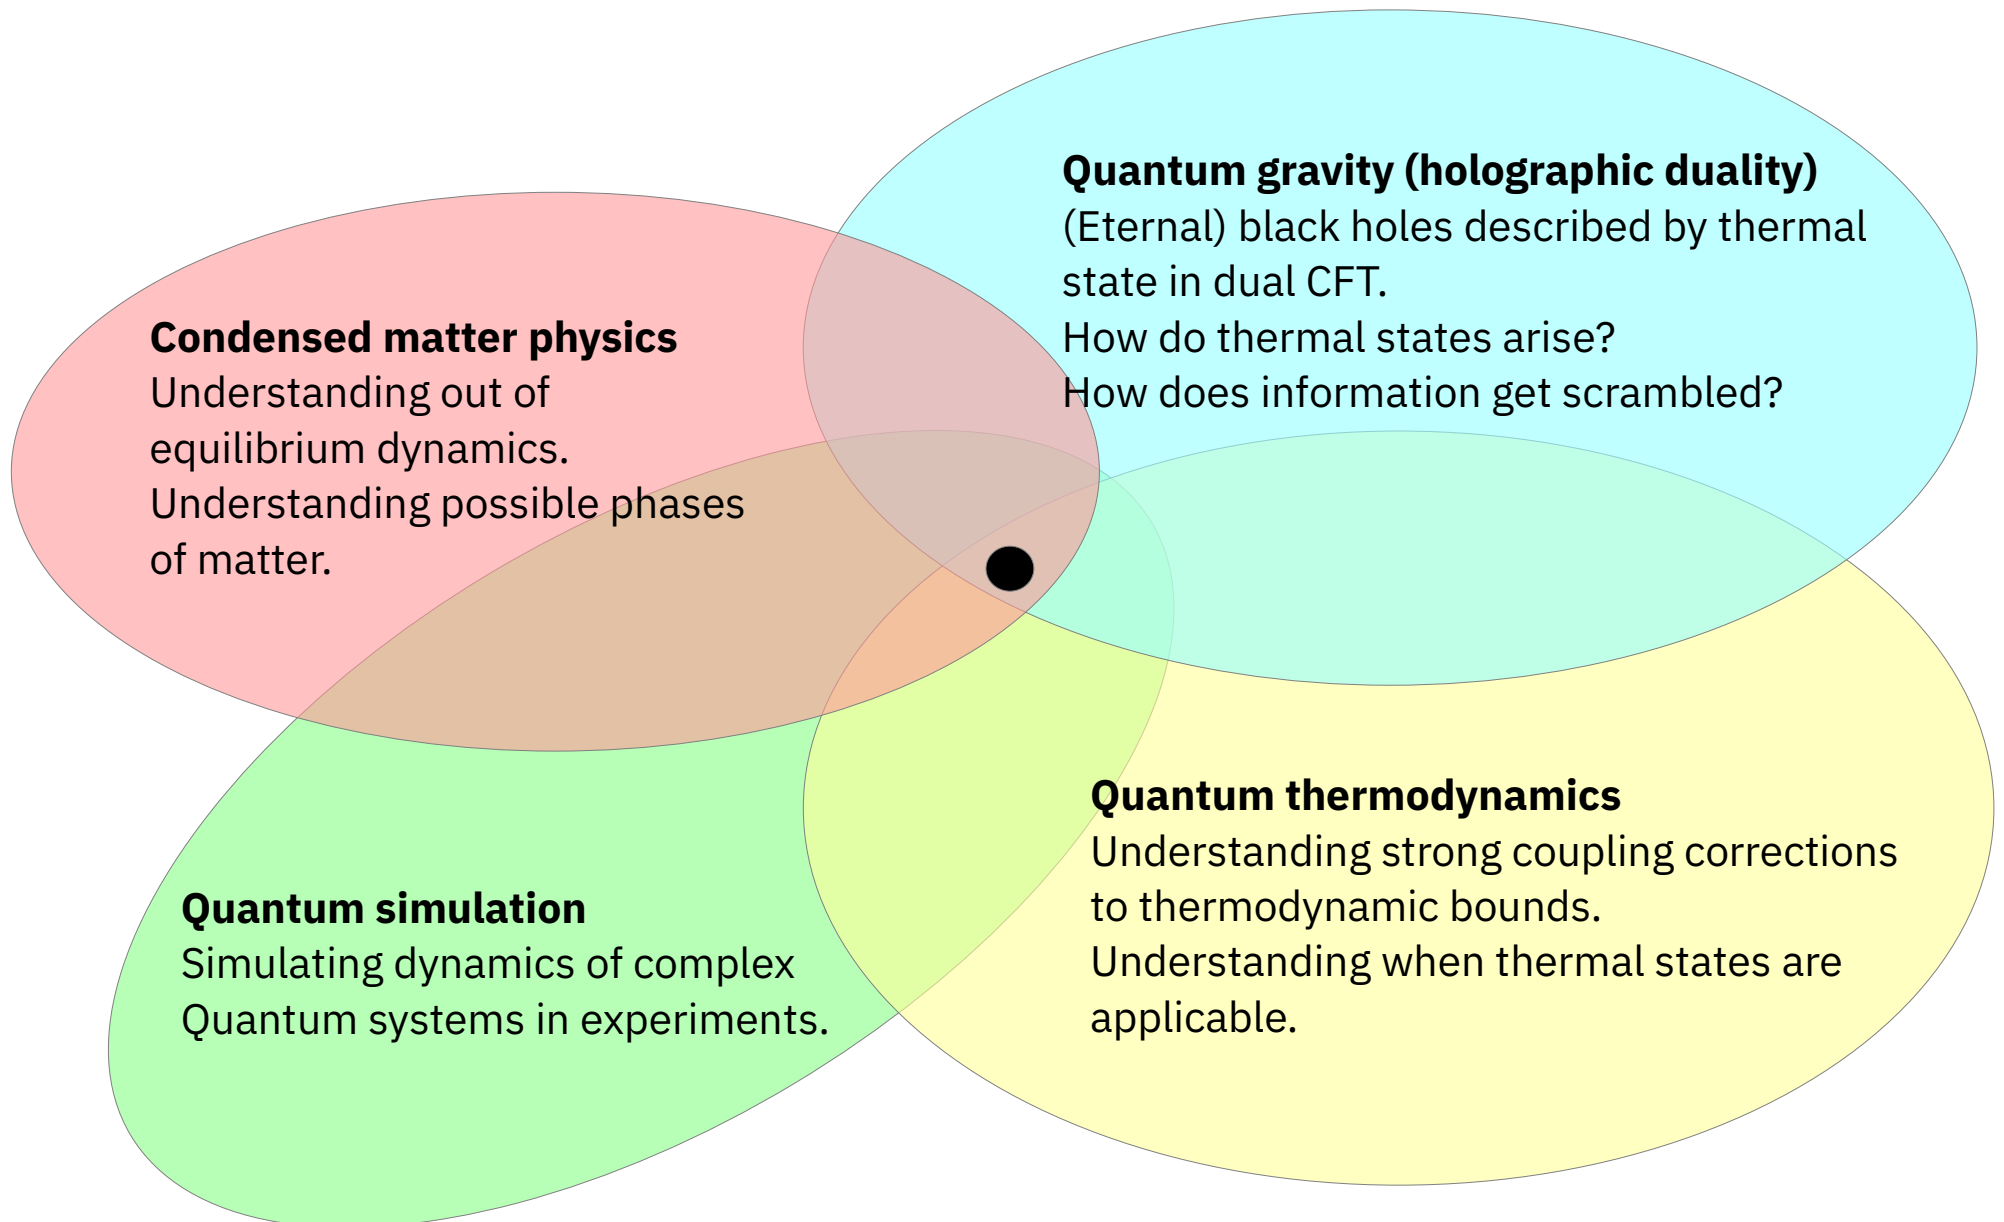 Quantum gravity (holographic duality)
(Eternal) black holes described by thermal
state in dual CFT.
How do thermal states arise?
How does information get scrambled?
Condensed matter physics
Understanding out of
equilibrium dynamics.
Understanding possible phases
of matter.
Quantum thermodynamics
Understanding strong coupling corrections
to thermodynamic bounds.
Understanding when thermal states are
applicable.
Quantum simulation
Simulating dynamics of complex
Quantum systems in experiments.